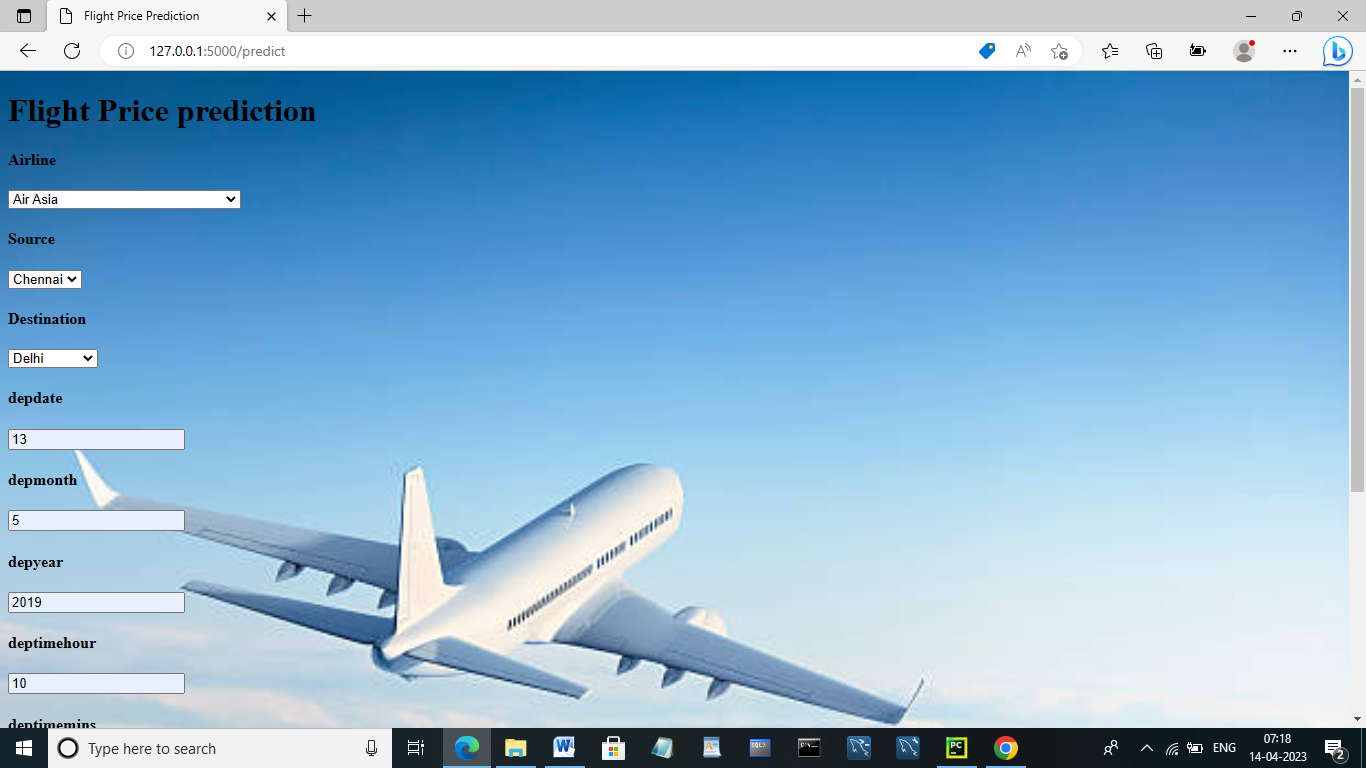 Flight Price Prediction
127.0.0.1:5000/predict
Flight Price prediction
Airline
Air Asia
Source
Chennai
Destination
Delhi
depdate
13
depmonth
5
depyear
2019
deptimehour
10
deptimemins
Type here to search
ENG
07:18
14-04-2023
2